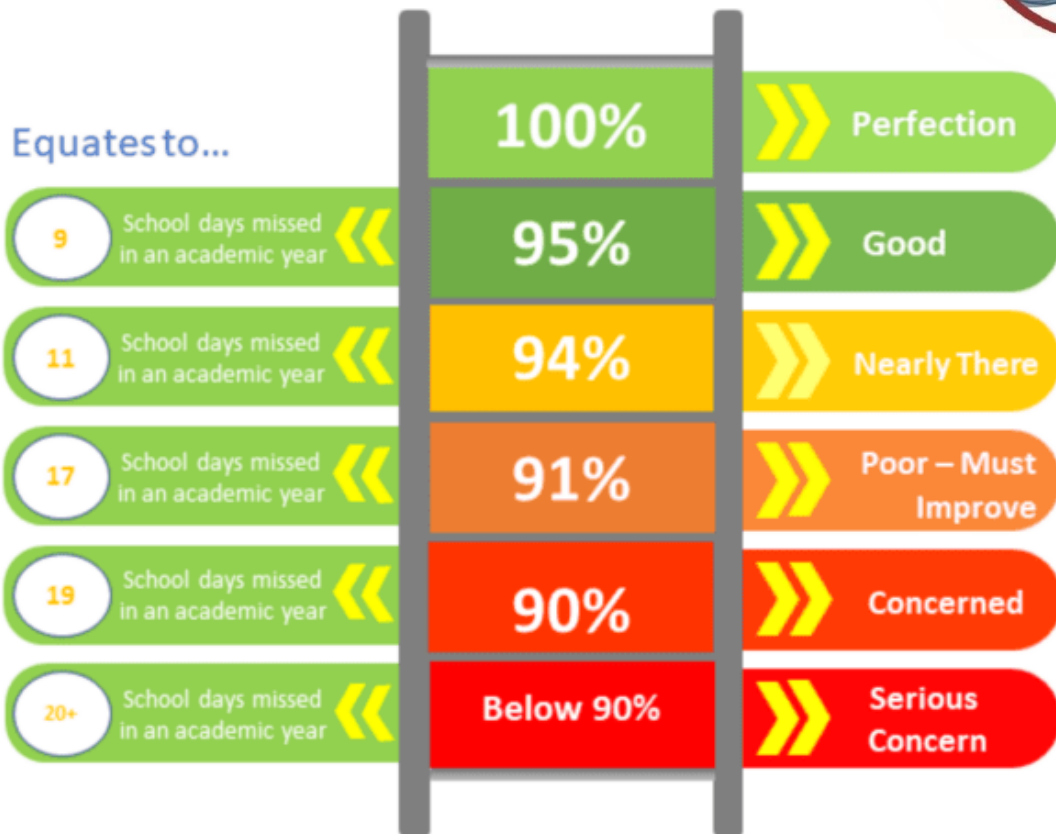 100%
Perfection
Equates to...
9
School days missed
in an academic year
95%
Good
11
School days missed
in an academic year
94%
Nearly There
17
School days missed
in an academic year
91%
Poor – Must
Improve
19
School days missed
in an academic year
90%
Concerned
20+
School days missed
in an academic year
Below 90%
Serious
Concern